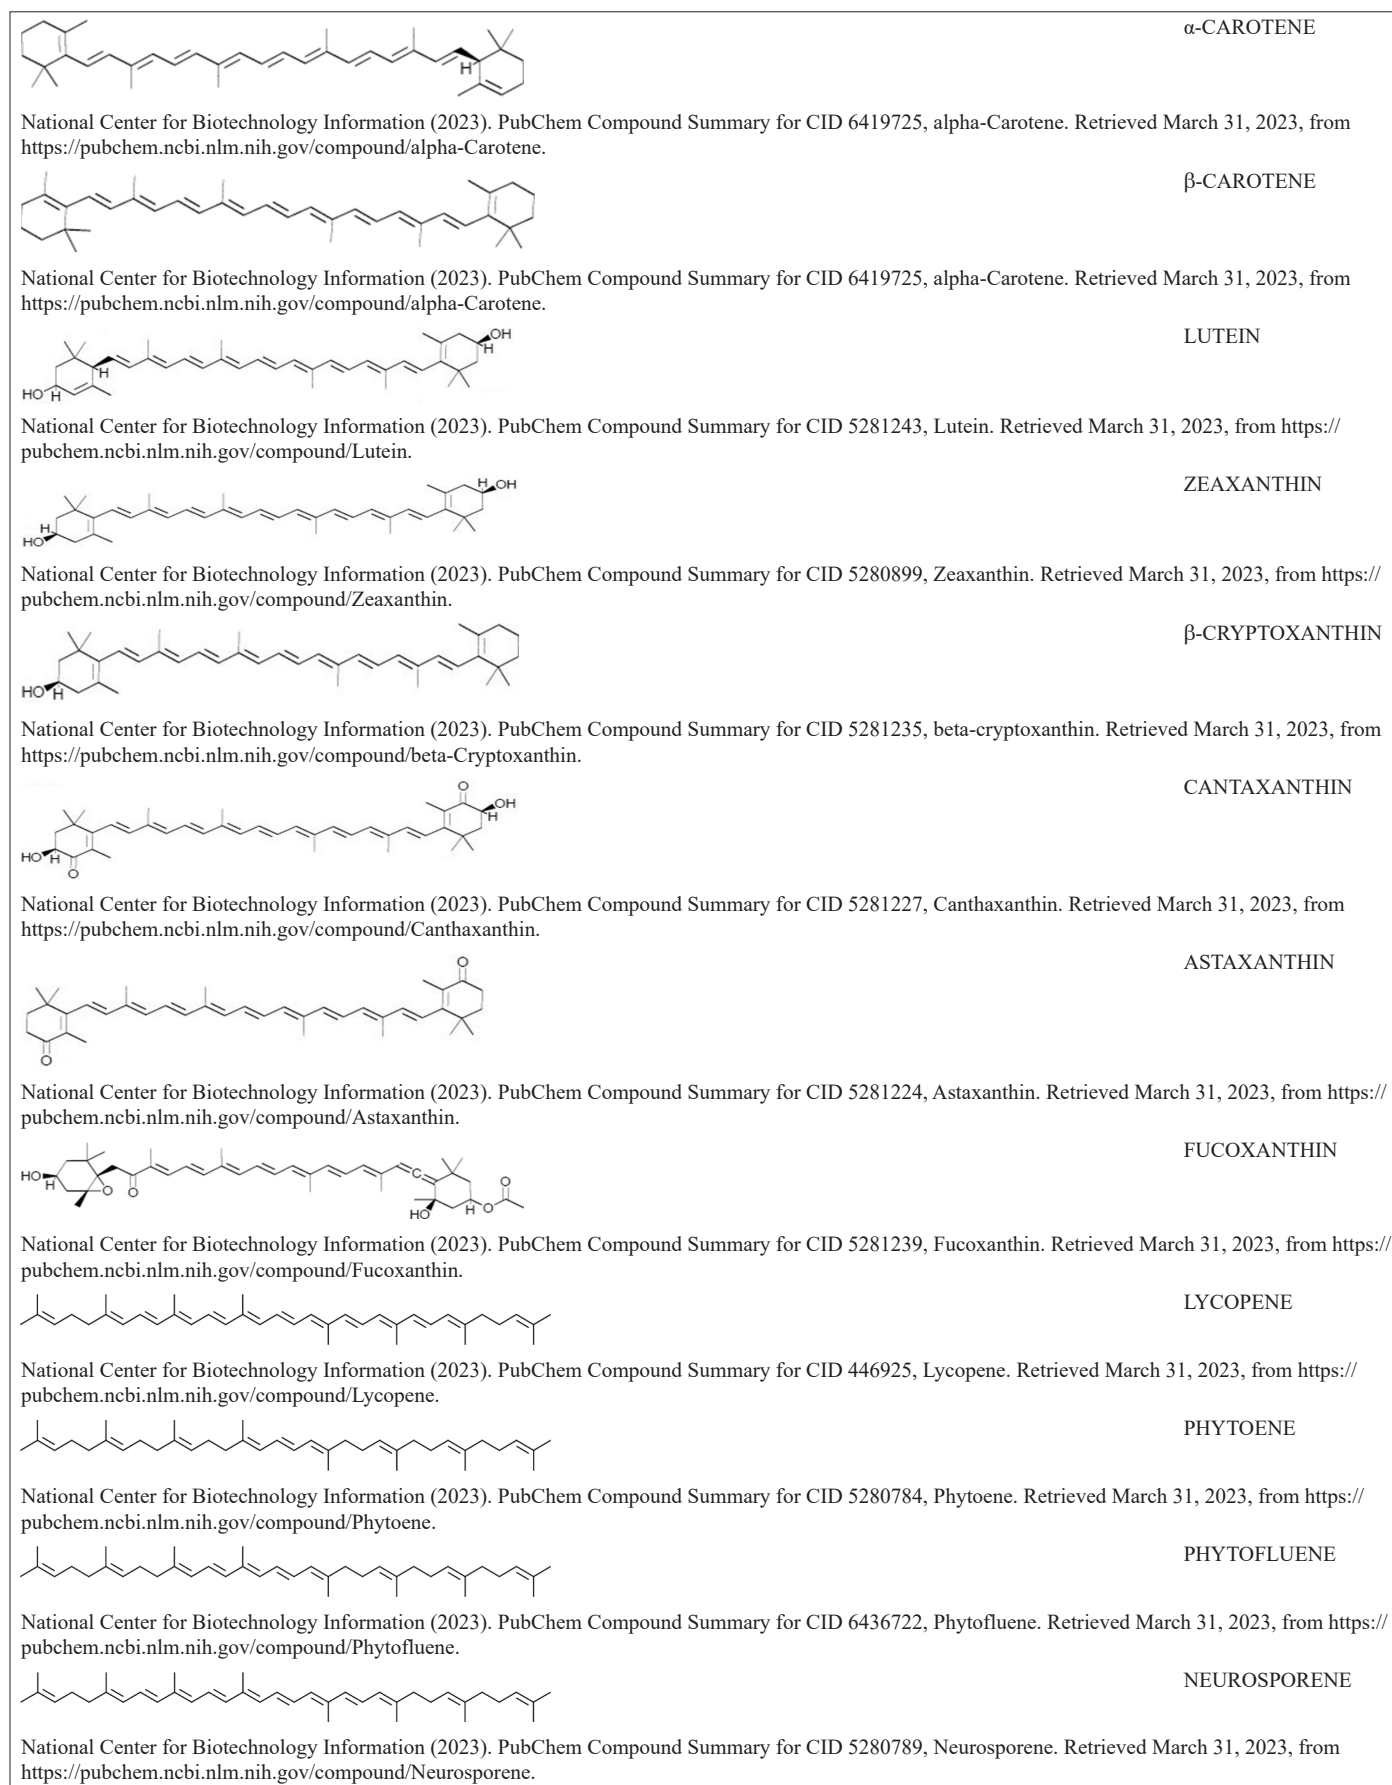 α-CAROTENE
H
National Center for Biotechnology Information (2023). PubChem Compound Summary for CID 6419725, alpha-Carotene. Retrieved March 31, 2023, from
https://pubchem.ncbi.nlm.nih.gov/compound/alpha-Carotene.
β-CAROTENE
National Center for Biotechnology Information (2023). PubChem Compound Summary for CID 6419725, alpha-Carotene. Retrieved March 31, 2023, from
https://pubchem.ncbi.nlm.nih.gov/compound/alpha-Carotene.
OH LUTEIN
H
H
HO H
National Center for Biotechnology Information (2023). PubChem Compound Summary for CID 5281243, Lutein. Retrieved March 31, 2023, from https://
pubchem.ncbi.nlm.nih.gov/compound/Lutein.
H OH ZEAXANTHIN
H
HO
National Center for Biotechnology Information (2023). PubChem Compound Summary for CID 5280899, Zeaxanthin. Retrieved March 31, 2023, from https://
pubchem.ncbi.nlm.nih.gov/compound/Zeaxanthin.
β-CRYPTOXANTHIN
HO H
National Center for Biotechnology Information (2023). PubChem Compound Summary for CID 5281235, beta-cryptoxanthin. Retrieved March 31, 2023, from
https://pubchem.ncbi.nlm.nih.gov/compound/beta-Cryptoxanthin.
O CANTAXANTHIN
OH
H
HO H
O
National Center for Biotechnology Information (2023). PubChem Compound Summary for CID 5281227, Canthaxanthin. Retrieved March 31, 2023, from
https://pubchem.ncbi.nlm.nih.gov/compound/Canthaxanthin.
O ASTAXANTHIN
O
National Center for Biotechnology Information (2023). PubChem Compound Summary for CID 5281224, Astaxanthin. Retrieved March 31, 2023, from https://
pubchem.ncbi.nlm.nih.gov/compound/Astaxanthin.
FUCOXANTHIN
HO C
O O O
HO H O
National Center for Biotechnology Information (2023). PubChem Compound Summary for CID 5281239, Fucoxanthin. Retrieved March 31, 2023, from https://
pubchem.ncbi.nlm.nih.gov/compound/Fucoxanthin.
LYCOPENE
National Center for Biotechnology Information (2023). PubChem Compound Summary for CID 446925, Lycopene. Retrieved March 31, 2023, from https://
pubchem.ncbi.nlm.nih.gov/compound/Lycopene.
PHYTOENE
National Center for Biotechnology Information (2023). PubChem Compound Summary for CID 5280784, Phytoene. Retrieved March 31, 2023, from https://
pubchem.ncbi.nlm.nih.gov/compound/Phytoene.
PHYTOFLUENE
National Center for Biotechnology Information (2023). PubChem Compound Summary for CID 6436722, Phytofluene. Retrieved March 31, 2023, from https://
pubchem.ncbi.nlm.nih.gov/compound/Phytofluene.
NEUROSPORENE
National Center for Biotechnology Information (2023). PubChem Compound Summary for CID 5280789, Neurosporene. Retrieved March 31, 2023, from
https://pubchem.ncbi.nlm.nih.gov/compound/Neurosporene.